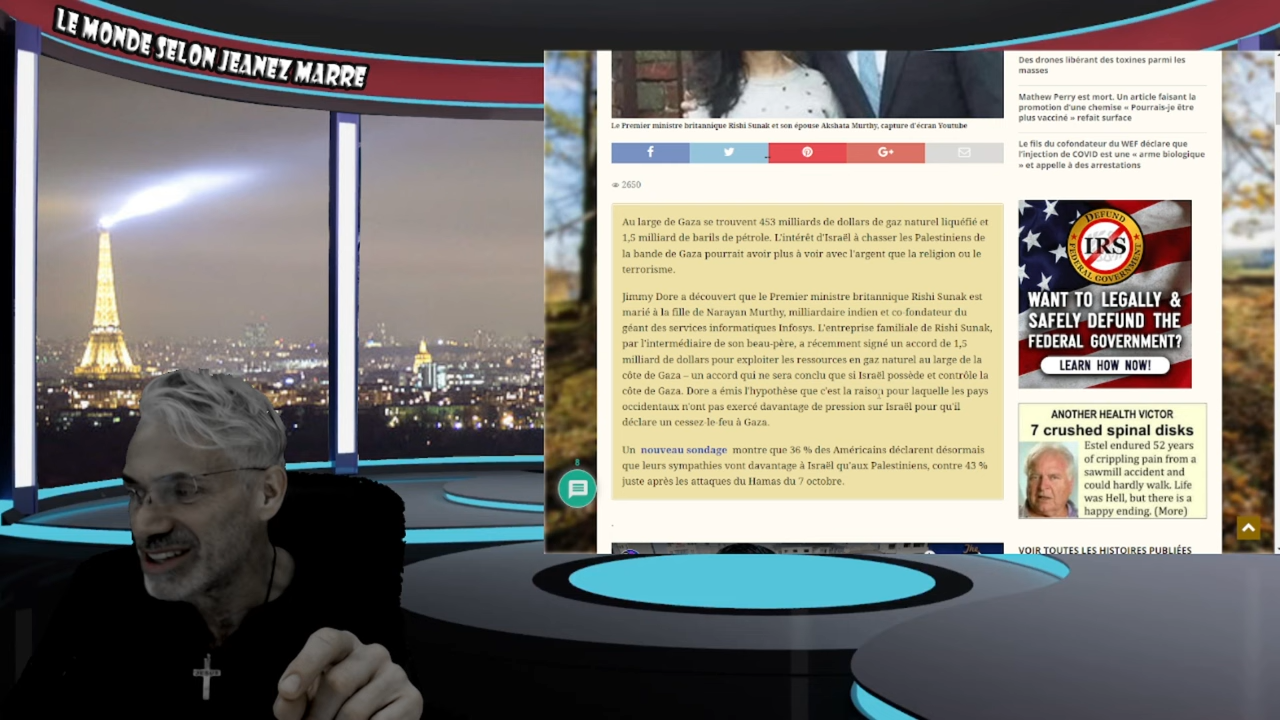 LE MONDE SELON JEANEZ MARRE
Le Premier ministre britannique Rishi Sunak et son épouse Akshata Murthy, capture d'écran Youtube
2650
Au large de Gaza se trouvent 453 milliards de dollars de gaz naturel liquéfié et
1,5 milliard de barils de pétrole. L'intérêt d'Israël à chasser les Palestiniens de
la bande de Gaza pourrait avoir plus à voir avec l'argent que la religion ou le
terrorisme.
Jimmy Dore a découvert que le Premier ministre britannique Rishi Sunak est
marié à la fille de Narayan Murthy, milliardaire indien et co-fondateur du
géant des services informatiques Infosys. L'entreprise familiale de Rishi Sunak,
par l'intermédiaire de son beau-père, a récemment signé un accord de 1,5
milliard de dollars pour exploiter les ressources en gaz naturel au large de la
côte de Gaza – un accord qui ne sera conclu que si Israël possède et contrôle la
côte de Gaza. Dore a émis l'hypothèse que c'est la raison pour laquelle les pays
occidentaux n'ont pas exercé davantage de pression sur Israël pour qu'il
déclare un cessez-le-feu à Gaza.
Un nouveau sondage montre que 36 % des Américains déclarent désormais
que leurs sympathies vont davantage à Israël qu'aux Palestiniens, contre 43 %
juste après les attaques du Hamas du 7 octobre.
8
The
Des drones libérant des toxines parmi les
masses
Mathew Perry est mort. Un article faisant la
promotion d'une chemise « Pourrais-je être
plus vacciné » refait surface
Le fils du cofondateur du WEF déclare que
l'injection de COVID est une « arme biologique
» et appelle à des arrestations
DEFUND
IRS
FEDERAL GOVERNMENT
WANT TO LEGALLY &
SAFELY DEFUND THE
FEDERAL GOVERNMENT?
LEARN HOW NOW!
ANOTHER HEALTH VICTOR
7 crushed spinal disks
Estel endured 52 years
of crippling pain from a
sawmill accident and
could hardly walk. Life
was Hell, but there is a
happy ending. (More)
VOIR TOUTES LES HISTOIRES PUBLIÉES